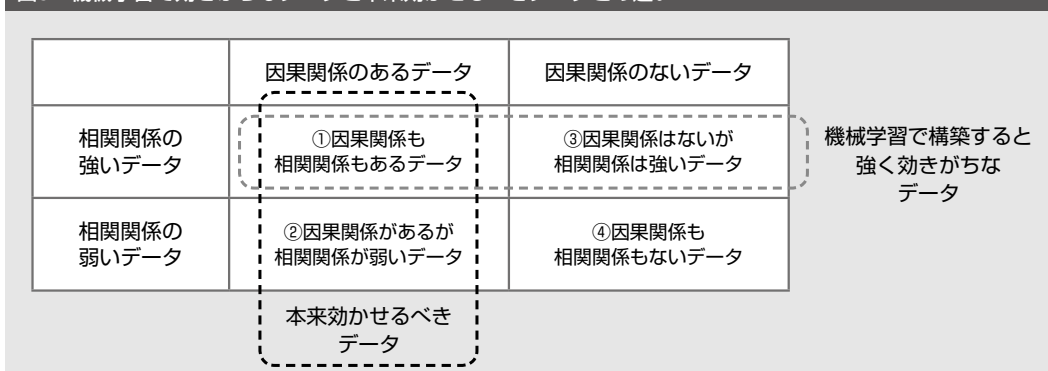 因果関係のあるデータ
因果関係のないデータ
相関関係の
強いデータ
①因果関係も
相関関係もあるデータ
③因果関係はないが
相関関係は強いデータ
機械学習で構築すると
強く効きがちな
データ
相関関係の
弱いデータ
②因果関係があるが
相関関係が弱いデータ
④因果関係も
相関関係もないデータ
本来効かせるべき
データ